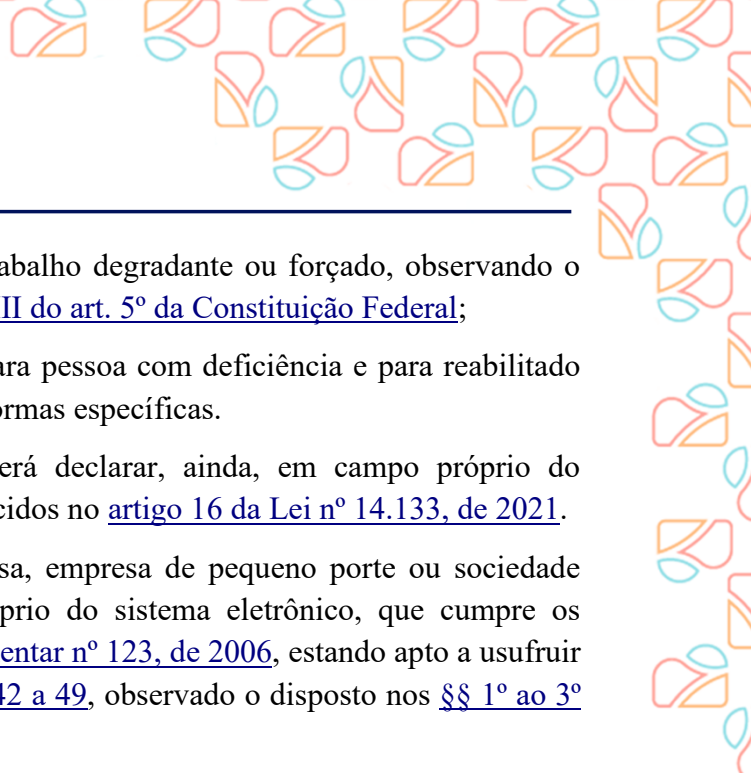 abalho degradante ou forçado, observando o
II do art. 5º da Constituição Federal;
ara pessoa com deficiência e para reabilitado
ormas específicas.
erá declarar, ainda, em campo próprio do
cidos no artigo 16 da Lei nº 14.133, de 2021.
sa, empresa de pequeno porte ou sociedade
prio do sistema eletrônico, que cumpre os
entar nº 123, de 2006, estando apto a usufruir
42 a 49, observado o disposto nos §§ 1º ao 3º